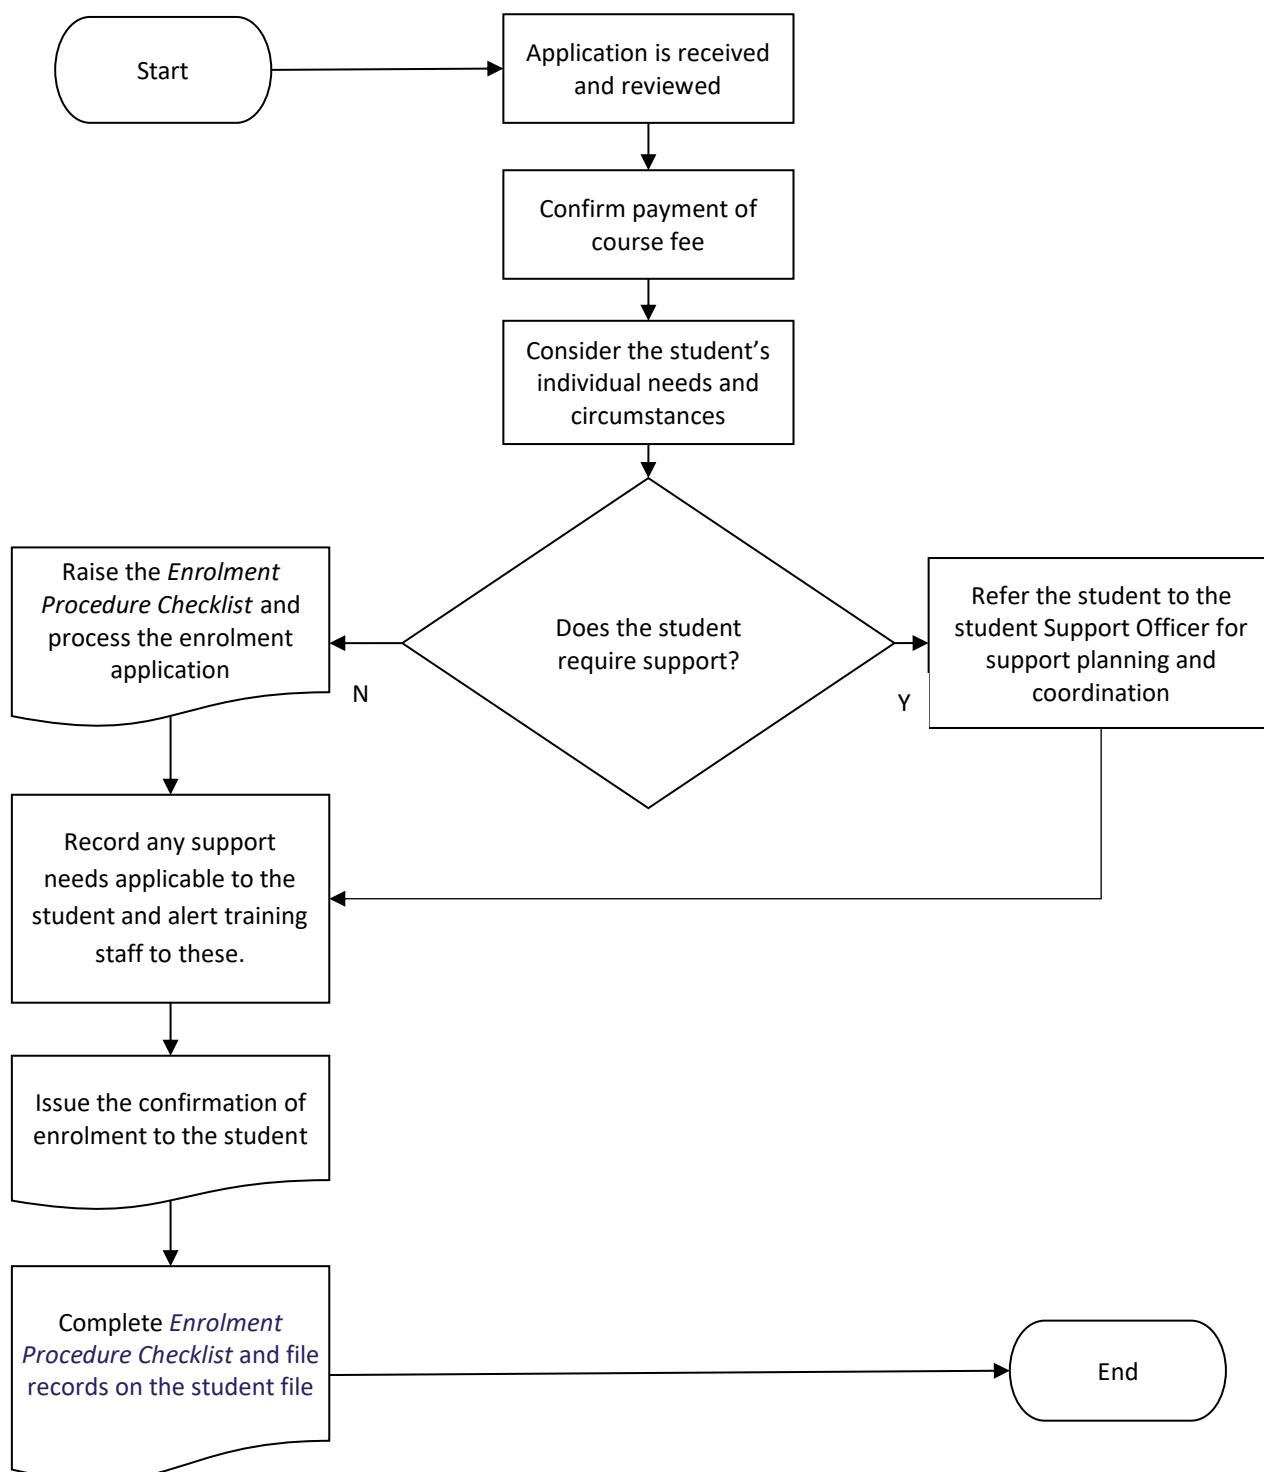 Start
Application is received
and reviewed
Confirm payment of
course fee
Consider the student’s
individual needs and
circumstances
Does the student
require support?
N
Y
Raise the Enrolment
Procedure Checklist and
process the enrolment
application
Refer the student to the
student Support Officer for
support planning and
coordination
Record any support
needs applicable to the
student and alert training
staff to these.
Issue the confirmation of
enrolment to the student
Complete Enrolment
Procedure Checklist and file
records on the student file
End